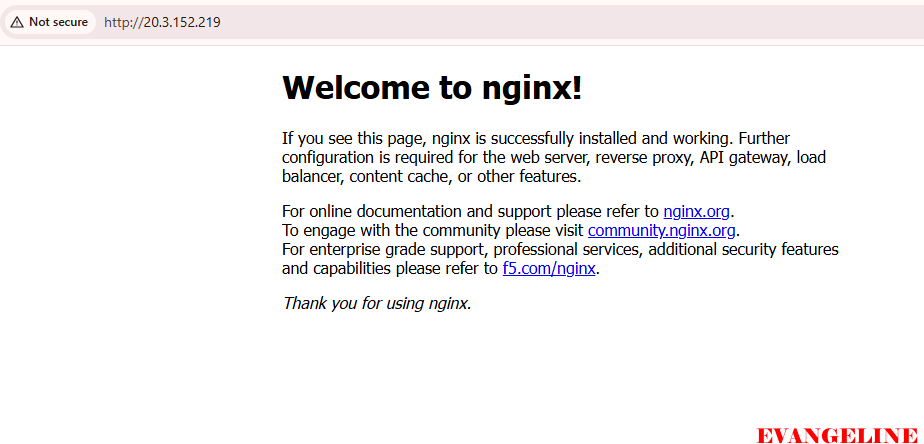 Not secure http://20.3.152.219
Welcome to nginx!
If you see this page, nginx is successfully installed and working. Further
configuration is required for the web server, reverse proxy, API gateway, load
balancer, content cache, or other features.
For online documentation and support please refer to nginx.org.
To engage with the community please visit community.nginx.org.
For enterprise grade support, professional services, additional security features
and capabilities please refer to f5.com/nginx.
Thank you for using nginx.
EVANGELINE